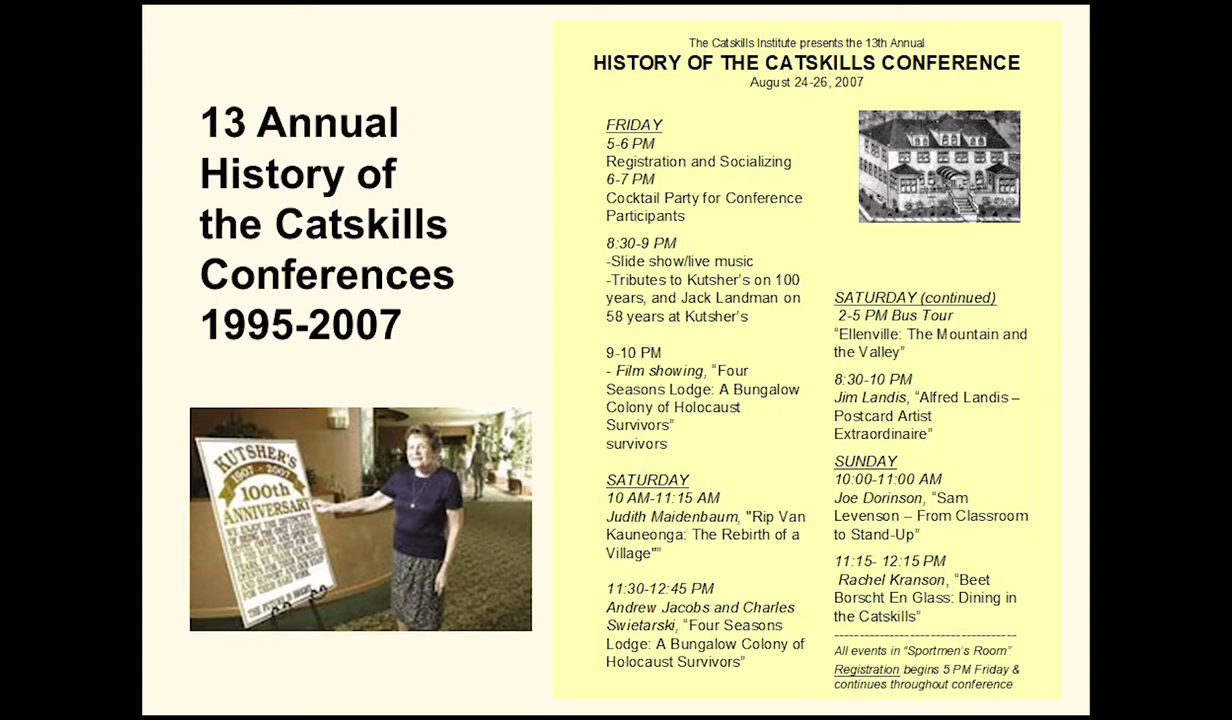 13 Annual
History of
the Catskills
Conferences
1995-2007
KUTSHER'S
1907 - 2007
100th
ANNIVERSARY
The Catskills Institute presents the 13th Annual
HISTORY OF THE CATSKILLS CONFERENCE
August 24-26, 2007
FRIDAY
5-6 PM
Registration and Socializing
6-7 PM
Cocktail Party for Conference
Participants
8:30-9 PM
-Slide show/live music
-Tributes to Kutsher's on 100
years, and Jack Landman on
58 years at Kutsher's
9-10 PM
- Film showing, "Four
Seasons Lodge: A Bungalow
Colony of Holocaust
Survivors"
survivors
SATURDAY
10 AM-11:15 AM
Judith Maidenbaum, "Rip Van
Kauneonga: The Rebirth of a
Village""
11:30-12:45 PM
Andrew Jacobs and Charles
Swietarski, "Four Seasons
Lodge: A Bungalow Colony of
Holocaust Survivors"
SATURDAY (continued)
2-5 PM Bus Tour
"Ellenville: The Mountain and
the Valley"
8:30-10 PM
Jim Landis, "Alfred Landis –
Postcard Artist
Extraordinaire"
SUNDAY
10:00-11:00 AM
Joe Dorinson, "Sam
Levenson – From Classroom
to Stand-Up"
11:15- 12:15 PM
Rachel Kranson, "Beet
Borscht En Glass: Dining in
the Catskills"
------------------------------------
All events in "Sportmen's Room"
Registration begins 5 PM Friday &
continues throughout conference